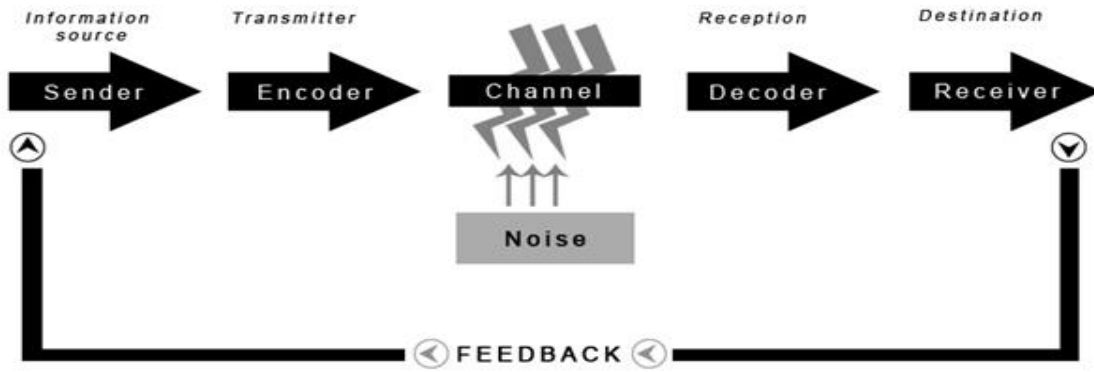 Information
source
Transmitter
Reception
Destination
Sender
Encoder
Channel
Decoder
Receiver
Noise
FEEDBACK